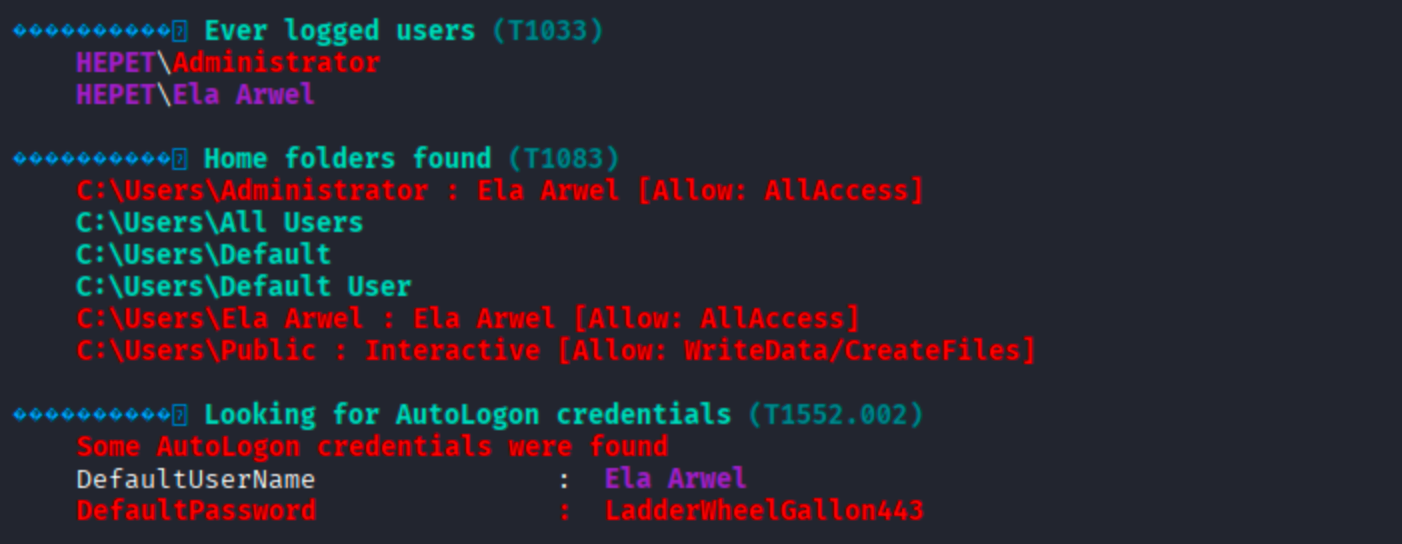 Ever logged users (T1033)
HEPET\Administrator
HEPET\Ela Arwel
Home folders found (T1083)
C:\Users\Administrator : Ela Arwel [Allow: AllAccess]
C:\Users\All Users
C:\Users\Default
C:\Users\Default User
C:\Users\Ela Arwel : Ela Arwel [Allow: AllAccess]
C:\Users\Public : Interactive [Allow: WriteData/CreateFiles]
Looking for AutoLogon credentials (T1552.002)
Some AutoLogon credentials were found
DefaultUserName : Ela Arwel
DefaultPassword : LadderWheelGallon443